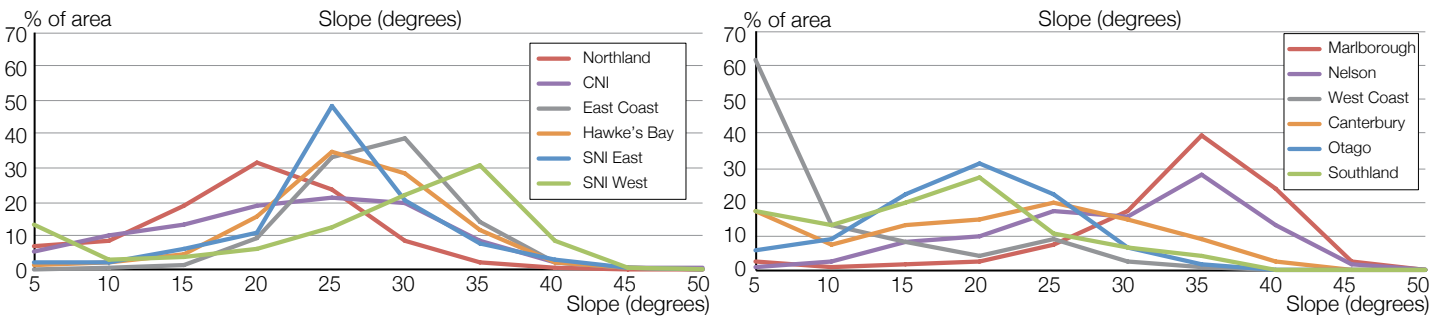 % of area
Slope (degrees)
70
60
50
40
30
20
10
0
5 10 15 20 25 30 35 40 45 50
Slope (degrees)
Northland
CNI
East Coast
Hawke's Bay
SNI East
SNI West
% of area
Slope (degrees)
70
60
50
40
30
20
10
0
5 10 15 20 25 30 35 40 45 50
Slope (degrees)
Marlborough
Nelson
West Coast
Canterbury
Otago
Southland